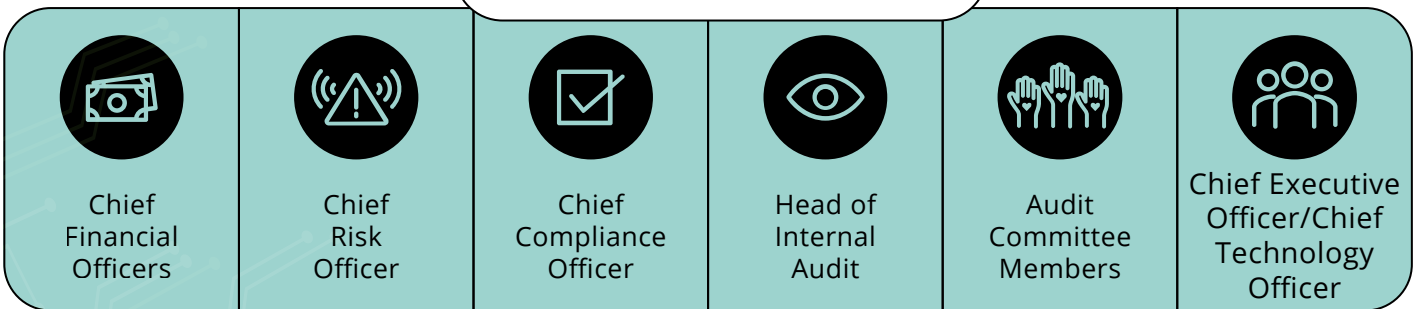 Chief
Financial
Officers
Chief
Risk
Officer
Chief
Compliance
Officer
Head of
Internal
Audit
Audit
Committee
Members
Chief Executive
Officer/Chief
Technology
Officer